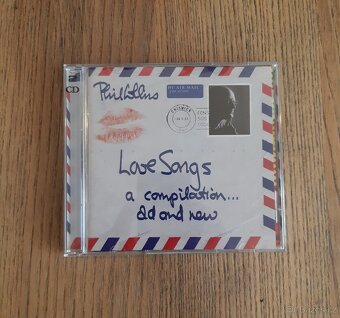 CD
Phil Collins
BY AIR MAIL
Love Songs
a compilation...
old and new